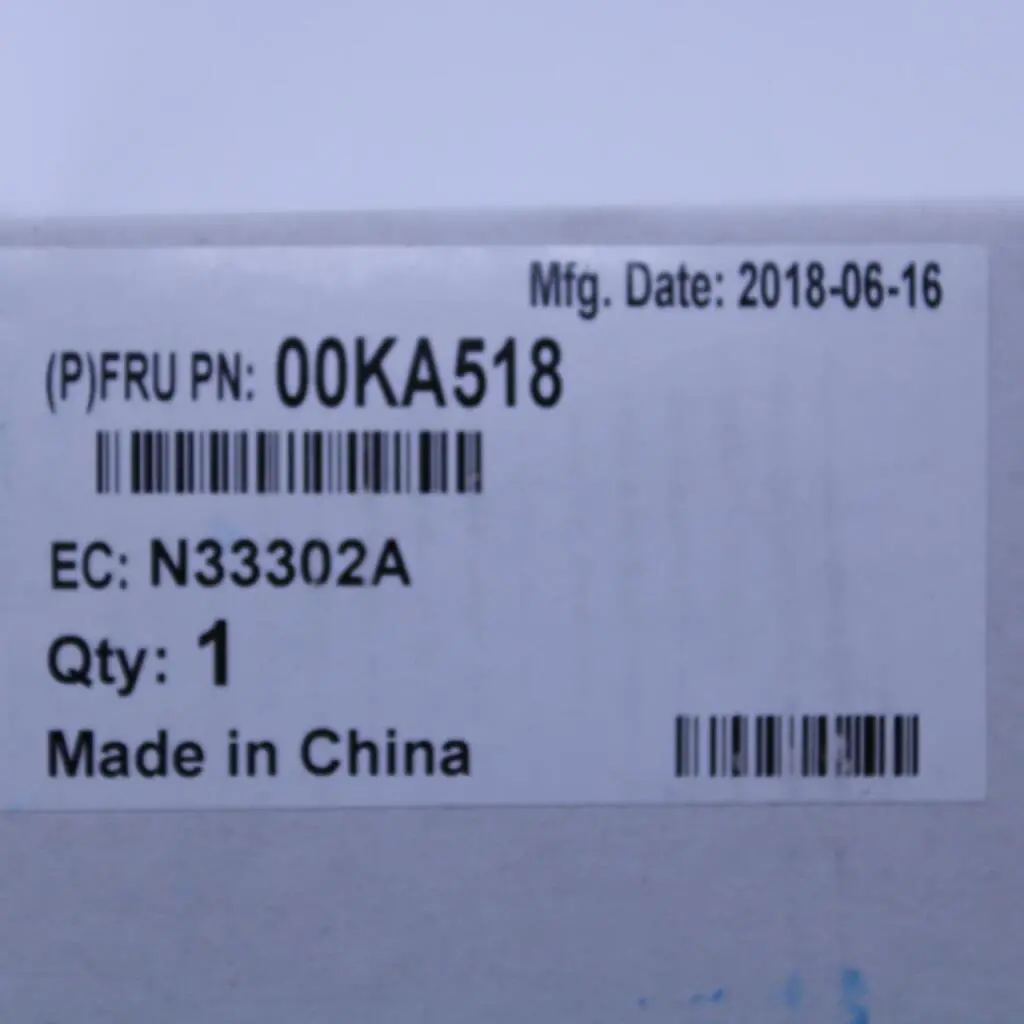 Mfg. Date: 2018-06-16
(P)FRU PN: 00KA518
EC: N33302A
Qty: 1
Made in China